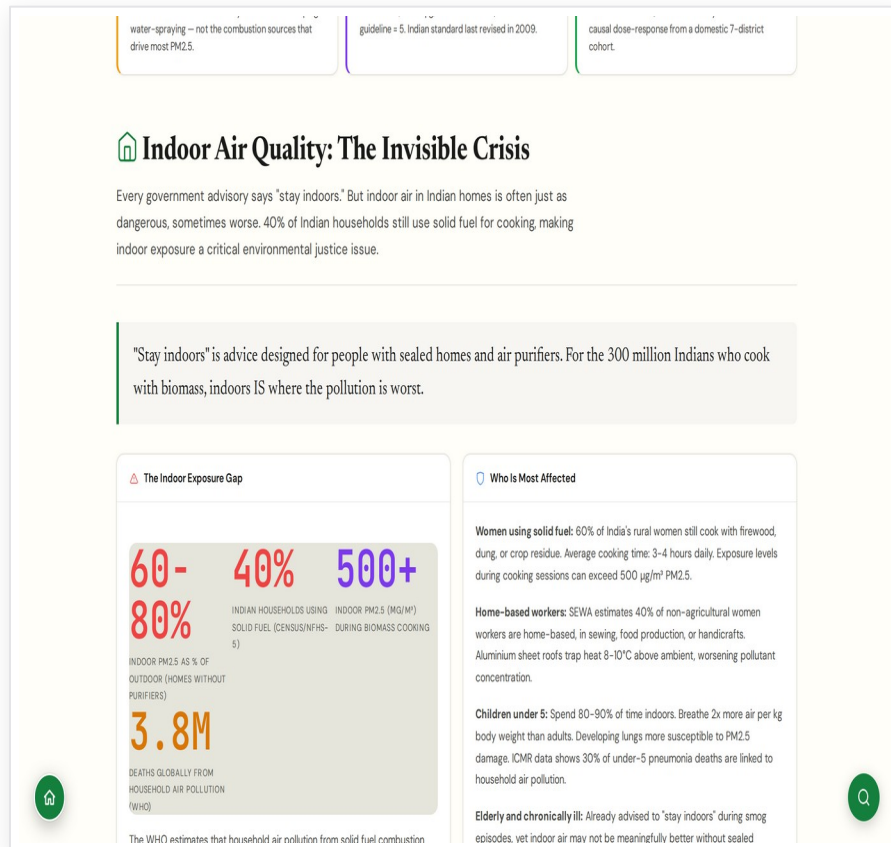 water-spraying — not the combustion sources that
drive most PM2.5.
guideline = 5. Indian standard last revised in 2009.
causal dose-response from a domestic 7-district
cohort.
Indoor Air Quality: The Invisible Crisis
Every government advisory says "stay indoors." But indoor air in Indian homes is often just as
dangerous, sometimes worse. 40% of Indian households still use solid fuel for cooking, making
indoor exposure a critical environmental justice issue.
"Stay indoors" is advice designed for people with sealed homes and air purifiers. For the 300 million Indians who cook
with biomass, indoors IS where the pollution is worst.
The Indoor Exposure Gap
60-
80%
INDOOR PM2.5 AS % OF
OUTDOOR (HOMES WITHOUT
PURIFIERS)
40%
INDIAN HOUSEHOLDS USING
SOLID FUEL (CENSUS/NFHS-
5)
500+
INDOOR PM2.5 (ΜG/M³)
DURING BIOMASS COOKING
3.8M
DEATHS GLOBALLY FROM
HOUSEHOLD AIR POLLUTION
(WHO)
The WHO estimates that household air pollution from solid fuel combustion
Who Is Most Affected
Women using solid fuel: 60% of India's rural women still cook with firewood,
dung, or crop residue. Average cooking time: 3-4 hours daily. Exposure levels
during cooking sessions can exceed 500 µg/m³ PM2.5.
Home-based workers: SEWA estimates 40% of non-agricultural women
workers are home-based, in sewing, food production, or handicrafts.
Aluminium sheet roofs trap heat 8-10°C above ambient, worsening pollutant
concentration.
Children under 5: Spend 80-90% of time indoors. Breathe 2x more air per kg
body weight than adults. Developing lungs more susceptible to PM2.5
damage. ICMR data shows 30% of under-5 pneumonia deaths are linked to
household air pollution.
Elderly and chronically ill: Already advised to "stay indoors" during smog
episodes, yet indoor air may not be meaningfully better without sealed